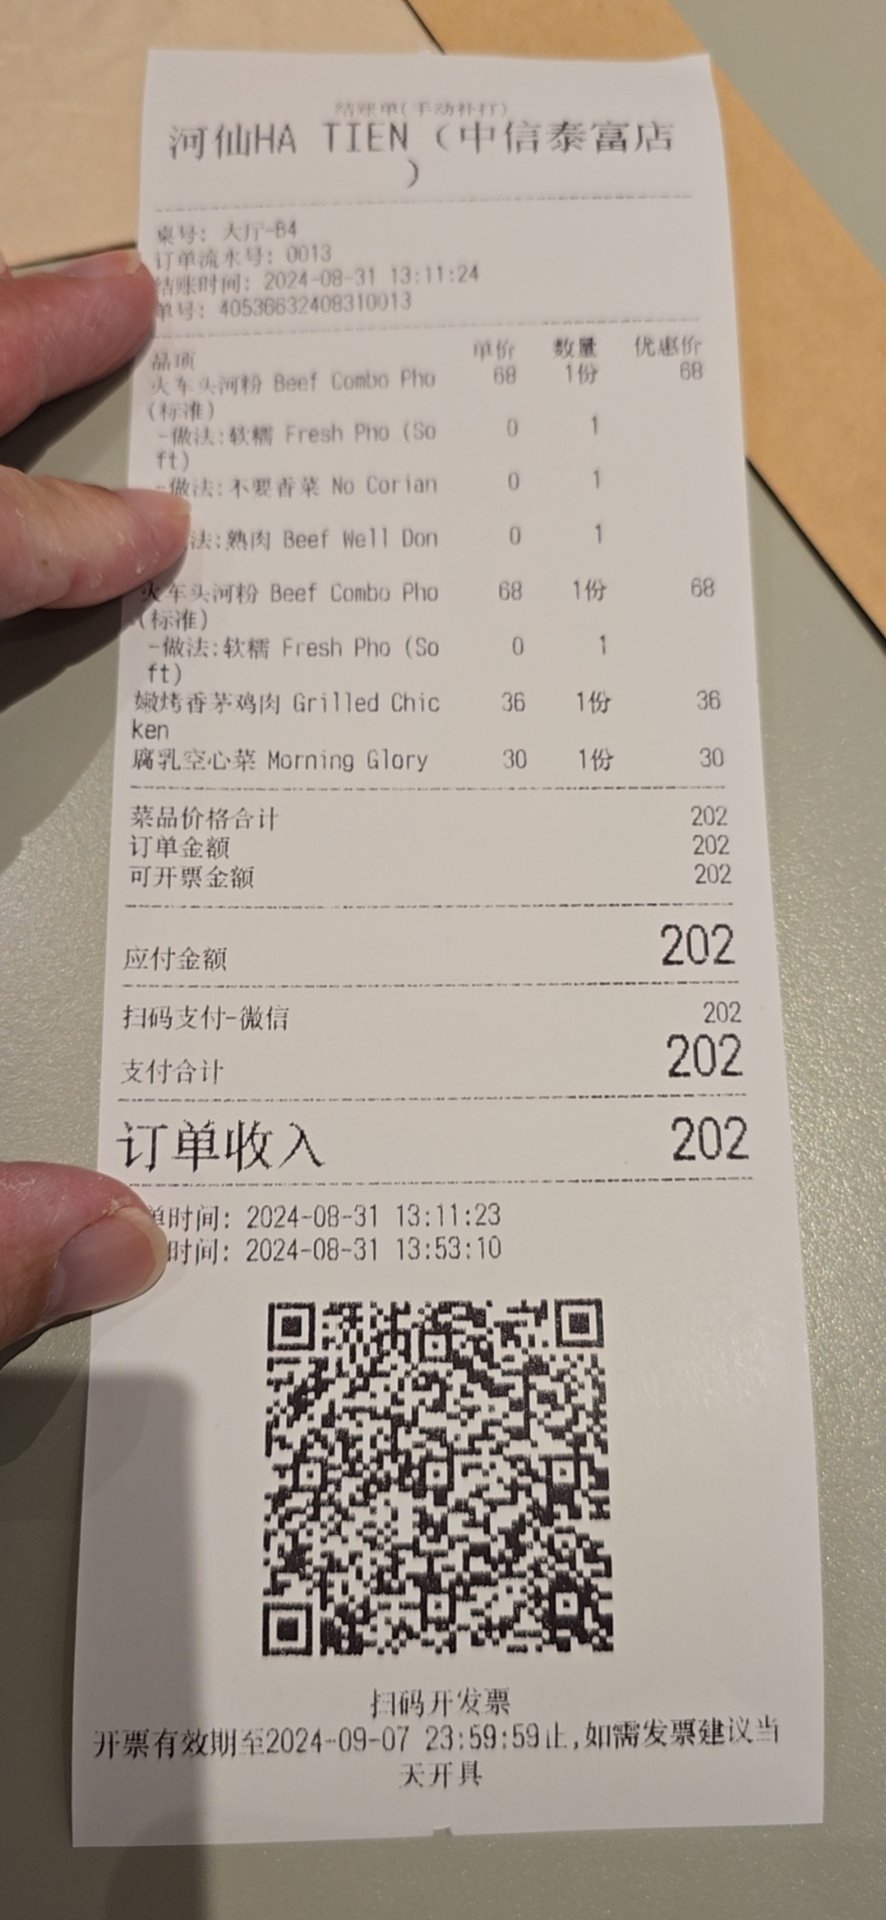 结账单(手动补打)
河仙HA TIEN（中信泰富店
）
桌号: 大厅-B4
订单流水号: 0013
结账时间: 2024-08-31 13:11:24
单号: 40536632408310013
品项 单价 数量 优惠价
火车头河粉 Beef Combo Pho 68 1份 68
(标准)
-做法:软糯 Fresh Pho (So 0 1
ft)
-做法:不要香菜 No Corian 0 1
法:熟肉 Beef Well Don 0 1
火车头河粉 Beef Combo Pho 68 1份 68
(标准)
-做法:软糯 Fresh Pho (So 0 1
ft)
嫩烤香茅鸡肉 Grilled Chic 36 1份 36
ken
腐乳空心菜 Morning Glory 30 1份 30
菜品价格合计 202
订单金额 202
可开票金额 202
应付金额 202
扫码支付-微信 202
支付合计 202
订单收入 202
单时间: 2024-08-31 13:11:23
时间: 2024-08-31 13:53:10
扫码开发票
开票有效期至2024-09-07 23:59:59止,如需发票建议当
天开具